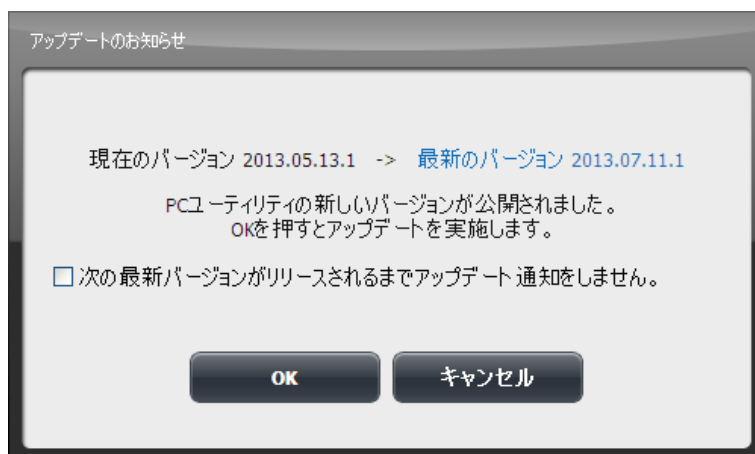 アップデートのお知らせ
現在のバージョン 2013.05.13.1 -> 最新のバージョン 2013.07.11.1
PCユーティリティの新しいバージョンが公開されました。
OKを押すとアップデートを実施します。
次の最新バージョンがリリースされるまでアップデート通知をしません。
OK キャンセル